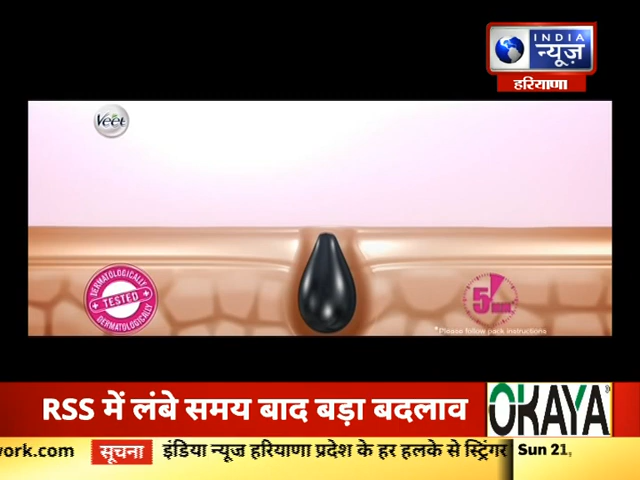 INDIA
न्यूज़
हरियाणा
Veet
DERMATOLOGICALLY
TESTED
DERMATOLOGICALLY
5 min.
*Please follow pack instructions
RSS में लंबे समय बाद बड़ा बदलाव
OKAYA
work.com सूचना इंडिया न्यूज़ हरियाणा प्रदेश के हर हलके से स्ट्रिंगर Sun 21,